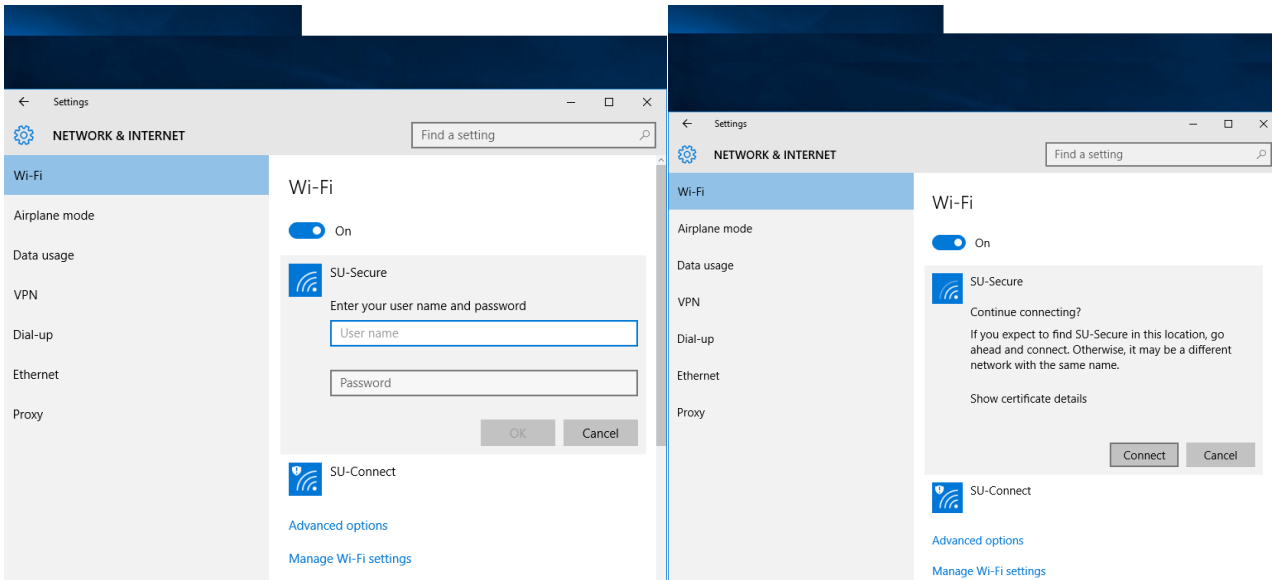 Settings
NETWORK & INTERNET
Find a setting
Wi-Fi
Airplane mode
Data usage
VPN
Dial-up
Ethernet
Proxy
Wi-Fi
On
SU-Secure
Enter your user name and password
User name
Password
OK
Cancel
SU-Connect
Advanced options
Manage Wi-Fi settings
Settings
NETWORK & INTERNET
Find a setting
Wi-Fi
Airplane mode
Data usage
VPN
Dial-up
Ethernet
Proxy
Wi-Fi
On
SU-Secure
Continue connecting?
If you expect to find SU-Secure in this location, go
ahead and connect. Otherwise, it may be a different
network with the same name.
Show certificate details
Connect
Cancel
SU-Connect
Advanced options
Manage Wi-Fi settings